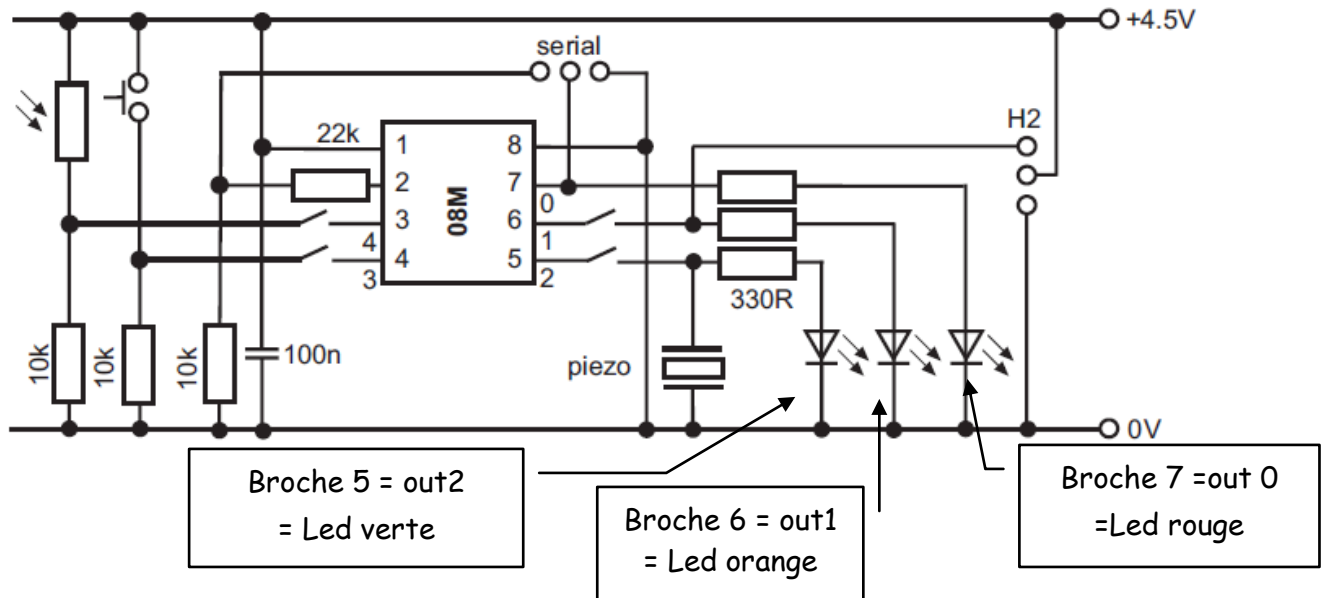 +4.5V
serial
H2
22k
1
8
2
7
08M
0
3
6
4
1
4
5
3
2
330R
10k
10k
10k
100n
piezo
0V
Broche 5 = out2
= Led verte
Broche 6 = out1
= Led orange
Broche 7 =out 0
=Led rouge